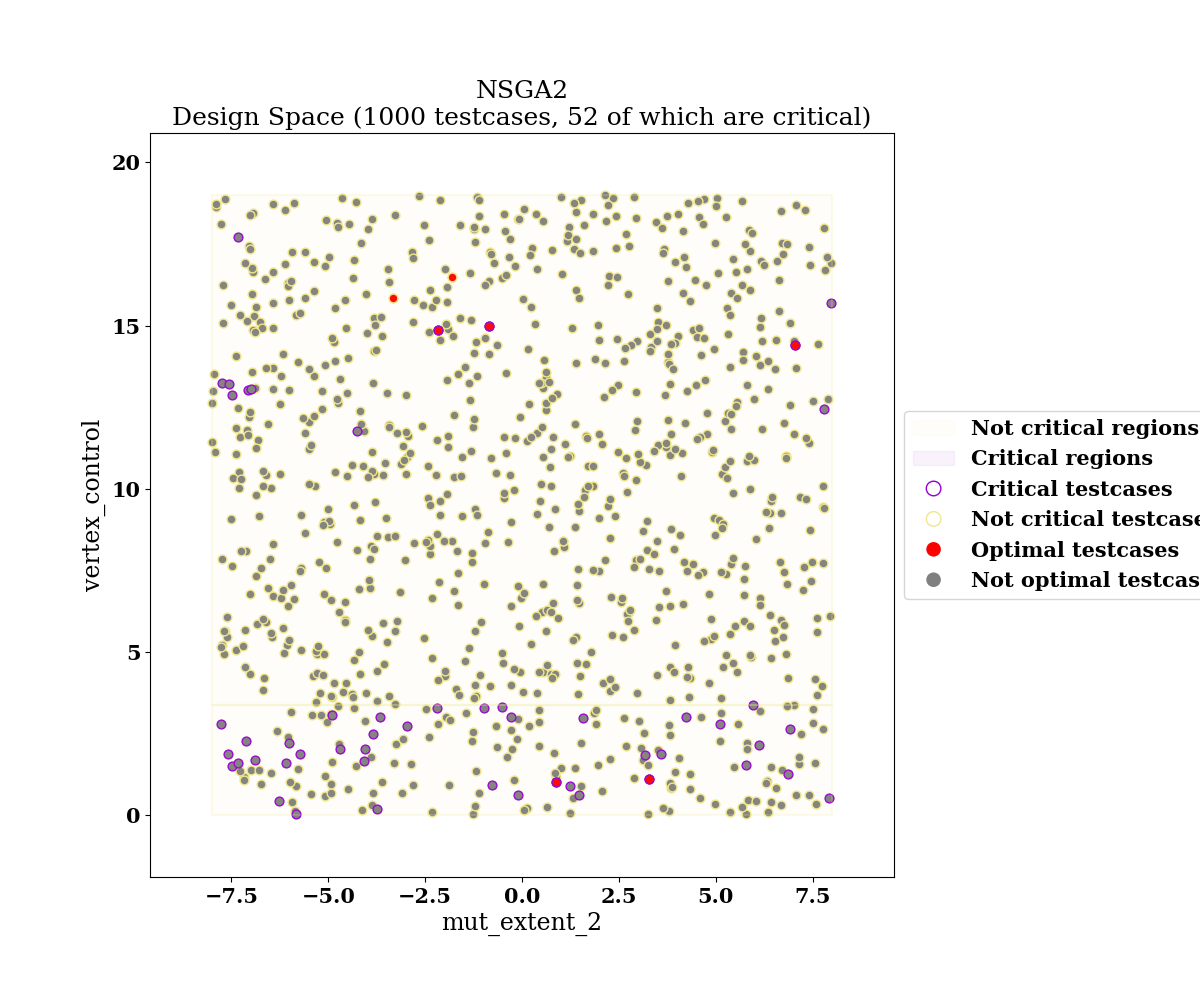 NSGA2
Design Space (1000 testcases, 52 of which are critical)
20
15
10
5
0
vertex_control
−7.5 −5.0 −2.5 0.0 2.5 5.0 7.5
mut_extent_2
Not critical regions
Critical regions
Critical testcases
Not critical testcase
Optimal testcases
Not optimal testcas